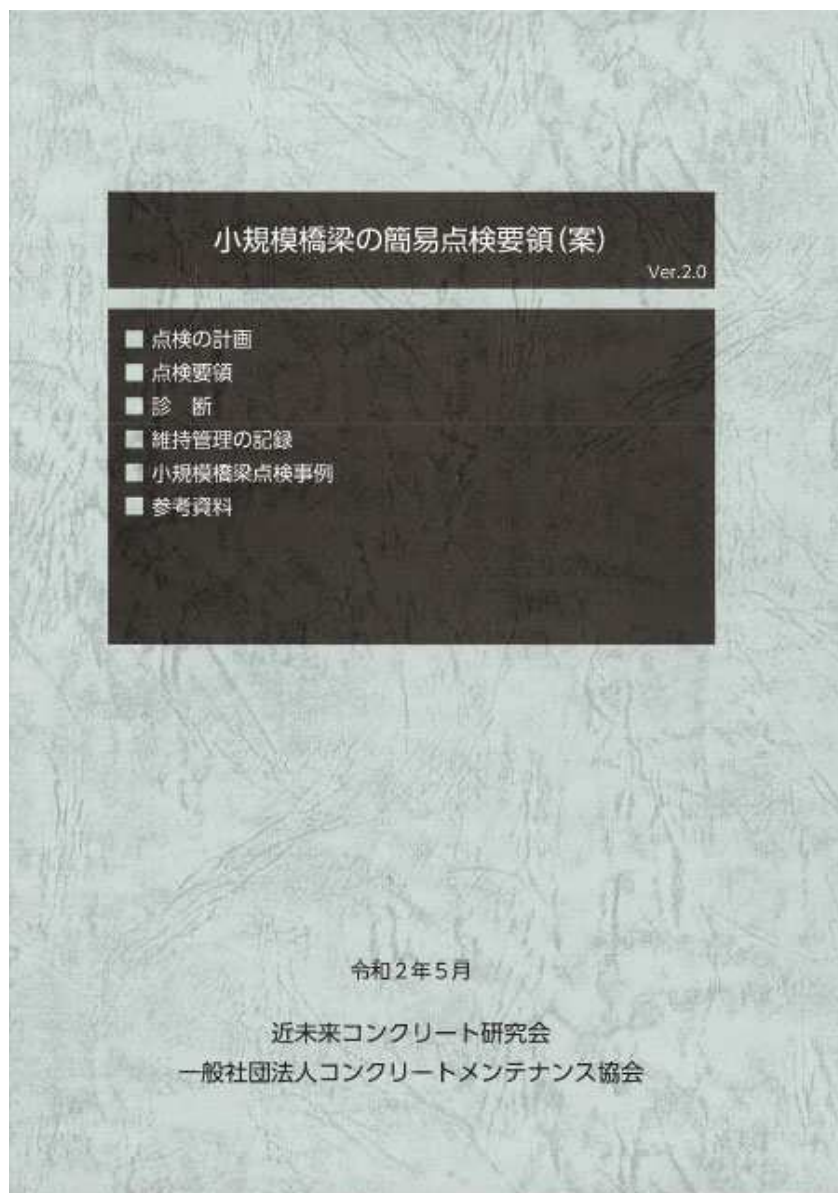 小規模橋梁の簡易点検要領(案)
Ver.2.0
■ 点検の計画
■ 点検要領
■ 診　断
■ 維持管理の記録
■ 小規模橋梁点検事例
■ 参考資料
令和2年5月
近未来コンクリート研究会
一般社団法人コンクリートメンテナンス協会